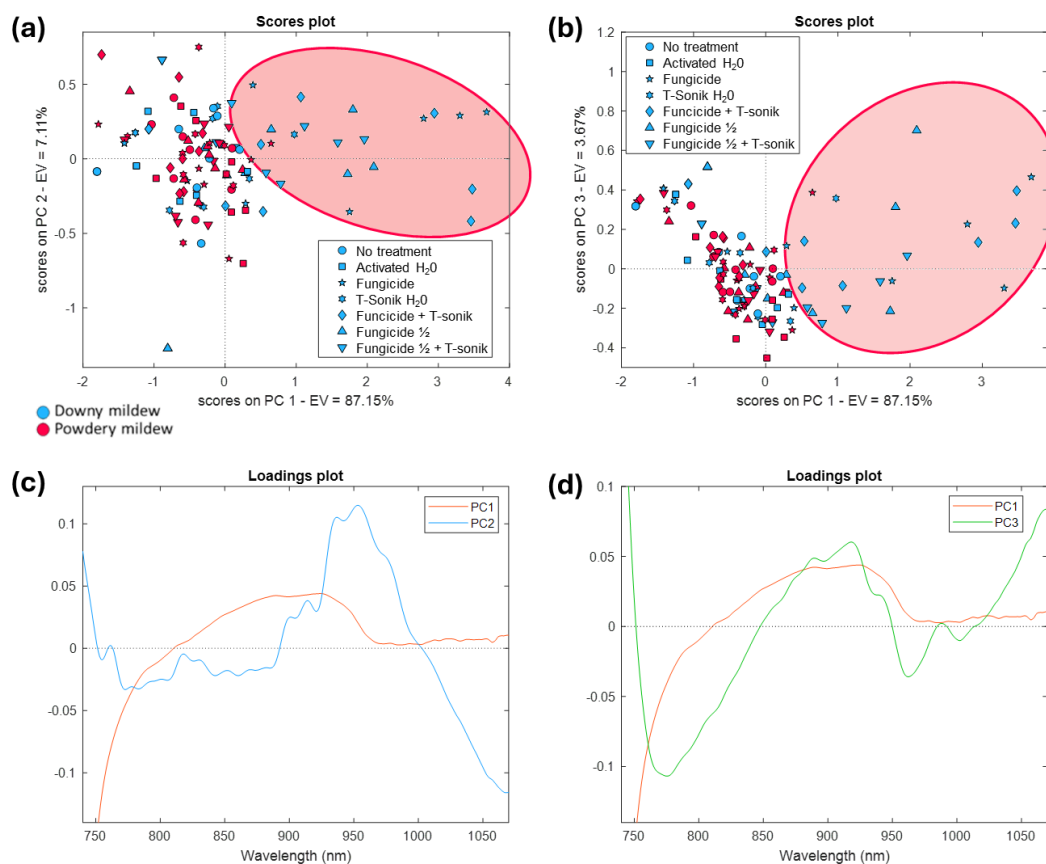 (a)
Scores plot
scores on PC 2 - EV = 7.11%
0.5
0
-0.5
-1
-2
-1
0
1
2
3
4
scores on PC 1 - EV = 87.15%
No treatment
Activated H₂0
Fungicide
T-Sonik H₂0
Funcicide + T-sonik
Fungicide ½
Fungicide ½ + T-sonik
Downy mildew
Powdery mildew
(b)
Scores plot
scores on PC 3 - EV = 3.67%
1.2
1
0.8
0.6
0.4
0.2
0
-0.2
-0.4
-0.6
-2
-1
0
1
2
3
scores on PC 1 - EV = 87.15%
No treatment
Activated H₂0
Fungicide
T-Sonik H₂0
Funcicide + T-sonik
Fungicide ½
Fungicide ½ + T-sonik
(c)
Loadings plot
0.1
0.05
0
-0.05
-0.1
750
800
850
900
950
1000
1050
Wavelength (nm)
PC1
PC2
(d)
Loadings plot
0.1
0.05
0
-0.05
-0.1
750
800
850
900
950
1000
1050
Wavelength (nm)
PC1
PC3